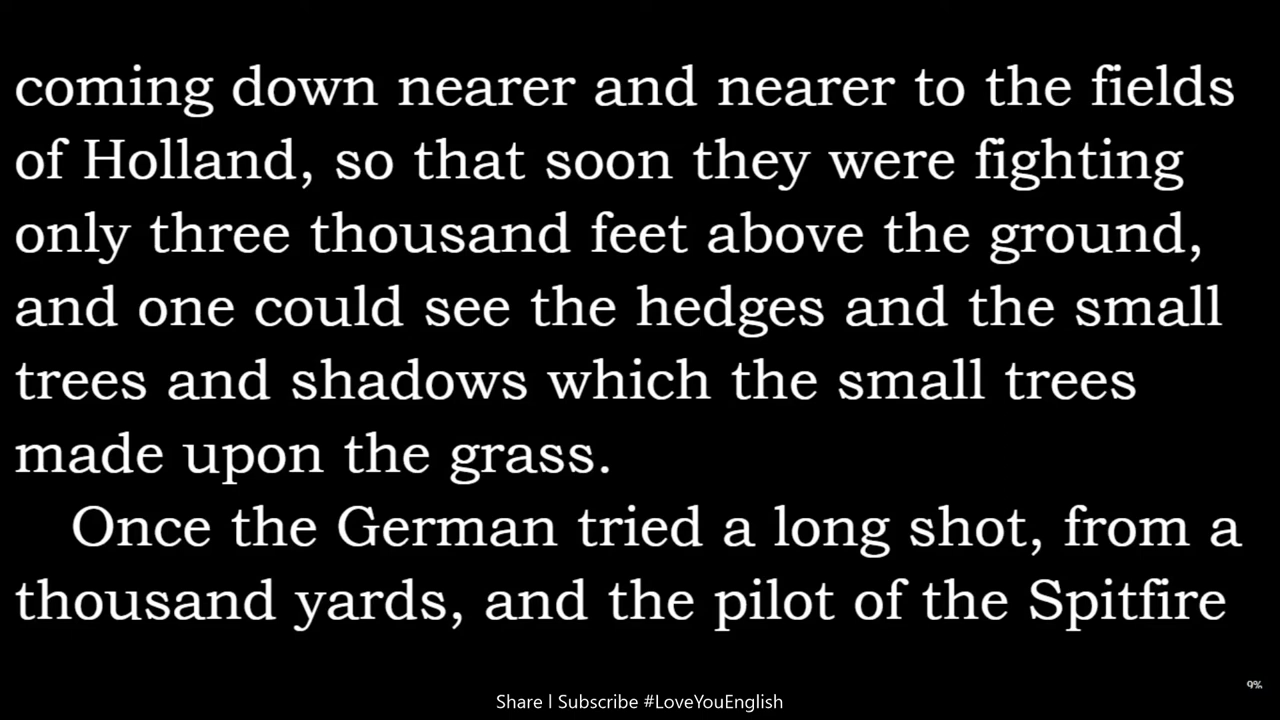 coming down nearer and nearer to the fields
of Holland, so that soon they were fighting
only three thousand feet above the ground,
and one could see the hedges and the small
trees and shadows which the small trees
made upon the grass.
Once the German tried a long shot, from a
thousand yards, and the pilot of the Spitfire
9%
Share | Subscribe #LoveYouEnglish